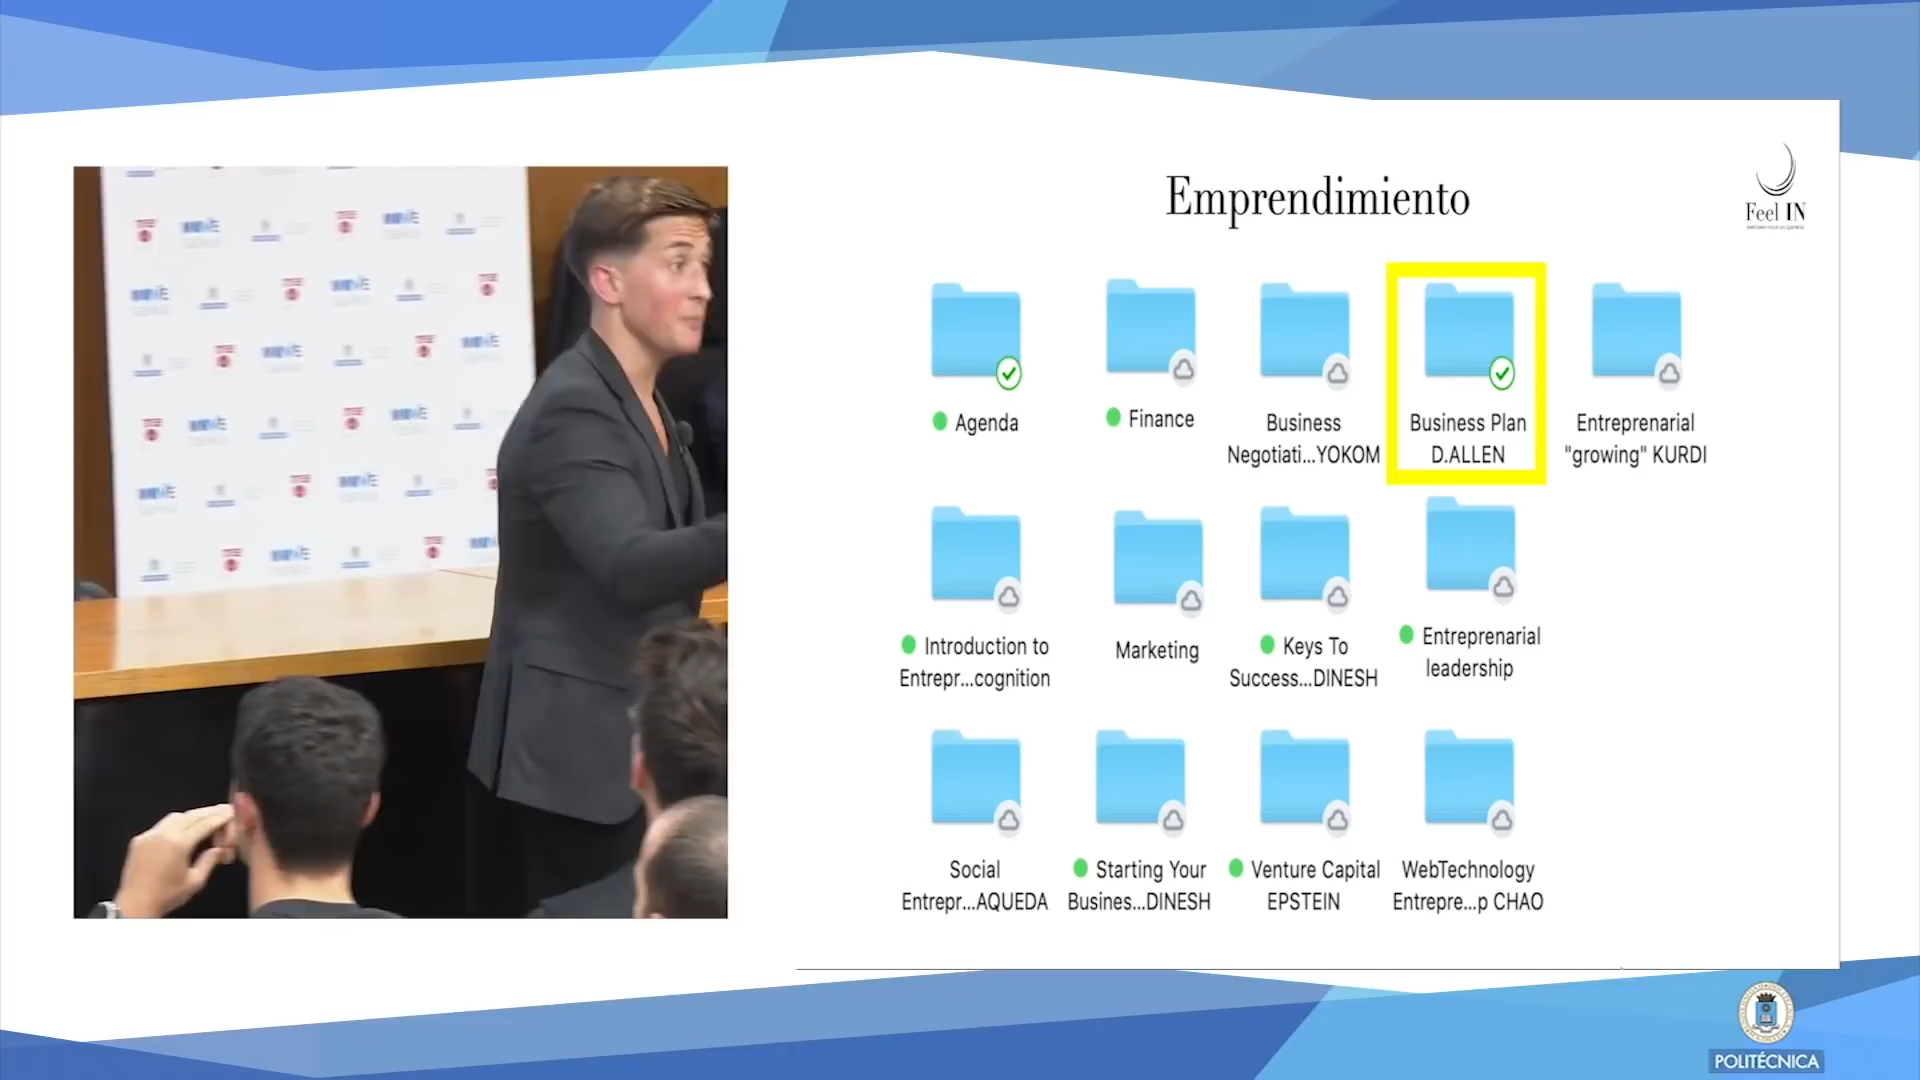 Emprendimiento
Feel IN
Agenda
Finance
Business
Negotiati...YOKOM
Business Plan
D.ALLEN
Entreprenarial
"growing" KURDI
Introduction to
Entrepr...cognition
Marketing
Keys To
Success...DINESH
Entreprenarial
leadership
Social
Entrepr...AQUEDA
Starting Your
Busines...DINESH
Venture Capital
EPSTEIN
WebTechnology
Entrepre...p CHAO
POLITÉCNICA